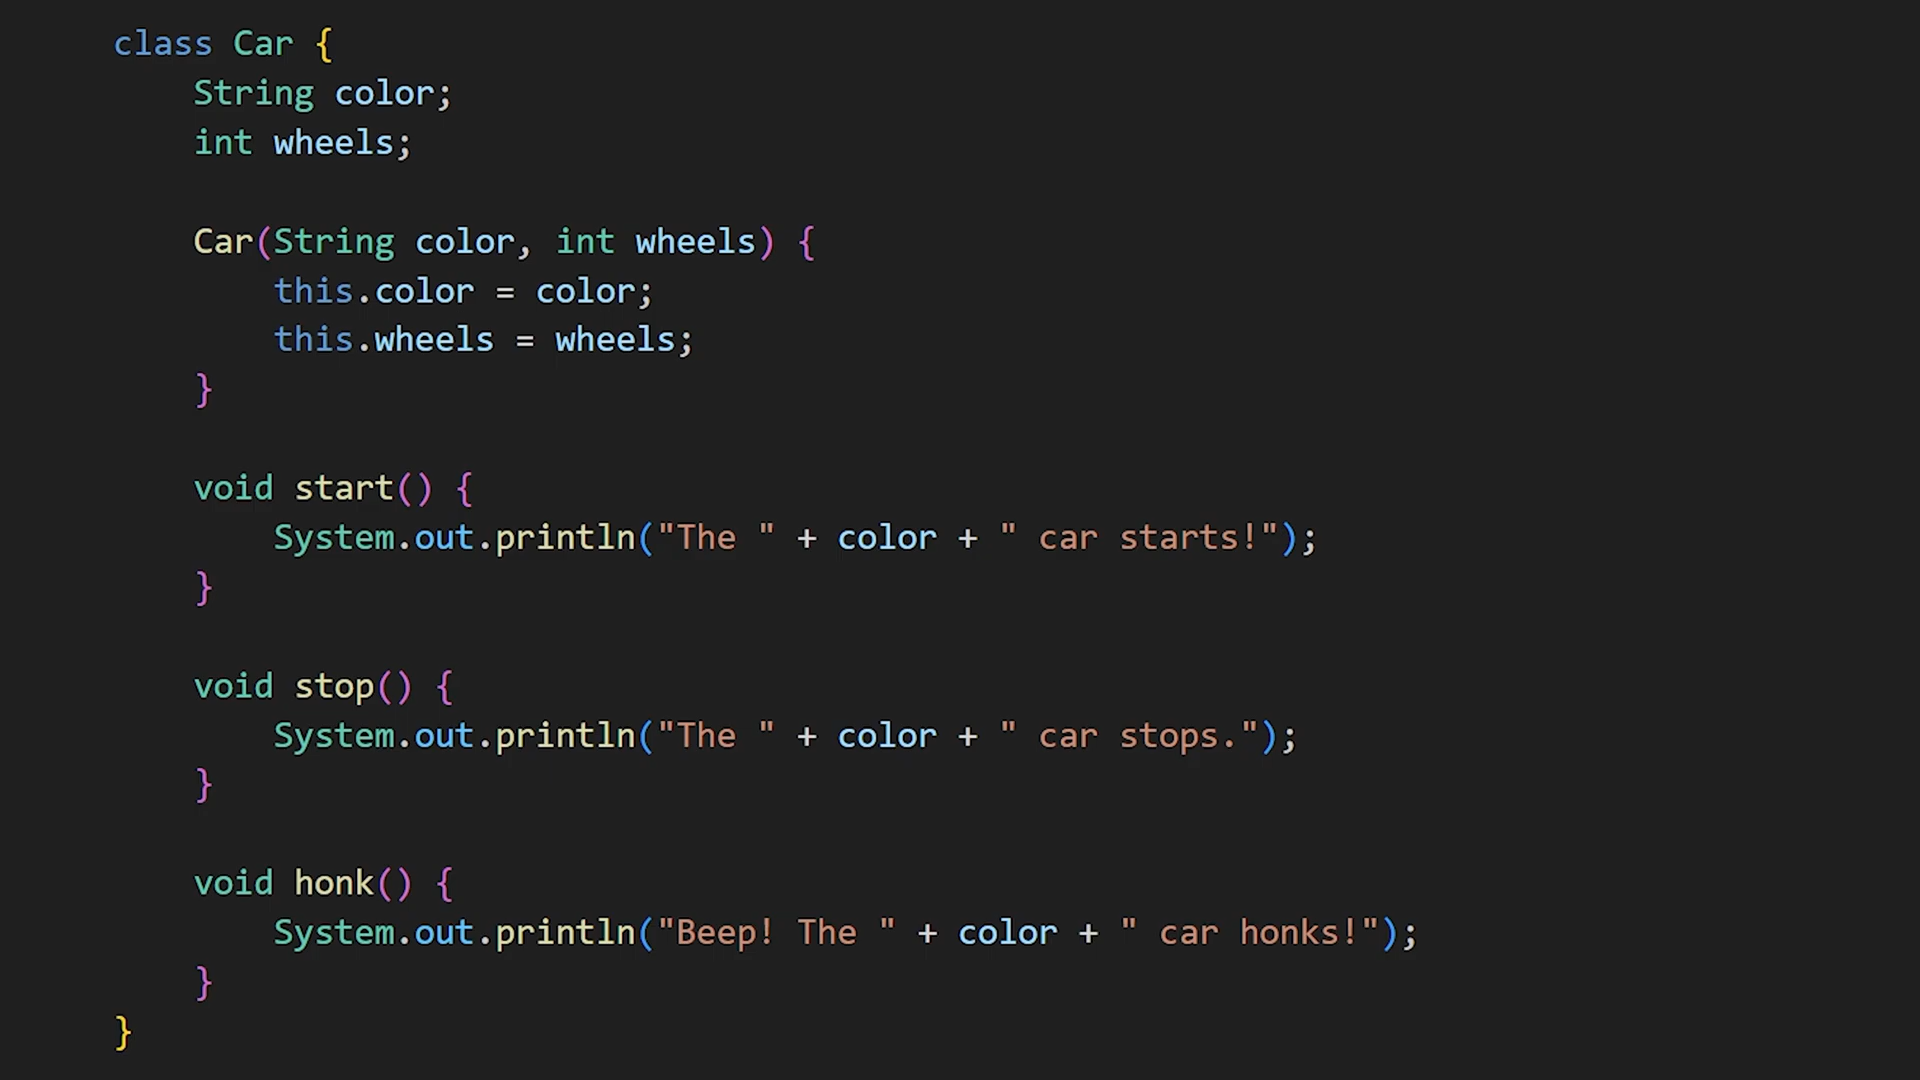 class Car {
String color;
int wheels;
Car(String color, int wheels) {
this.color = color;
this.wheels = wheels;
}
void start() {
System.out.println("The " + color + " car starts!");
}
void stop() {
System.out.println("The " + color + " car stops.");
}
void honk() {
System.out.println("Beep! The " + color + " car honks!");
}
}